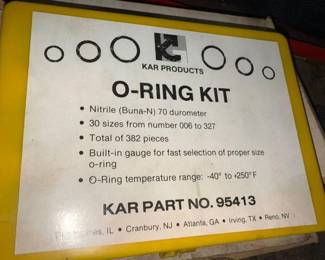 KAR PRODUCTS
O-RING KIT
• Nitrile (Buna-N) 70 durometer
• 30 sizes from number 006 to 327
• Total of 382 pieces
• Built-in gauge for fast selection of proper size
o-ring
• O-Ring temperature range: -40° to +250° F
KAR PART NO. 95413
IL • Cranbury, NJ • Atlanta, GA • Irving, TX • Reno, NV